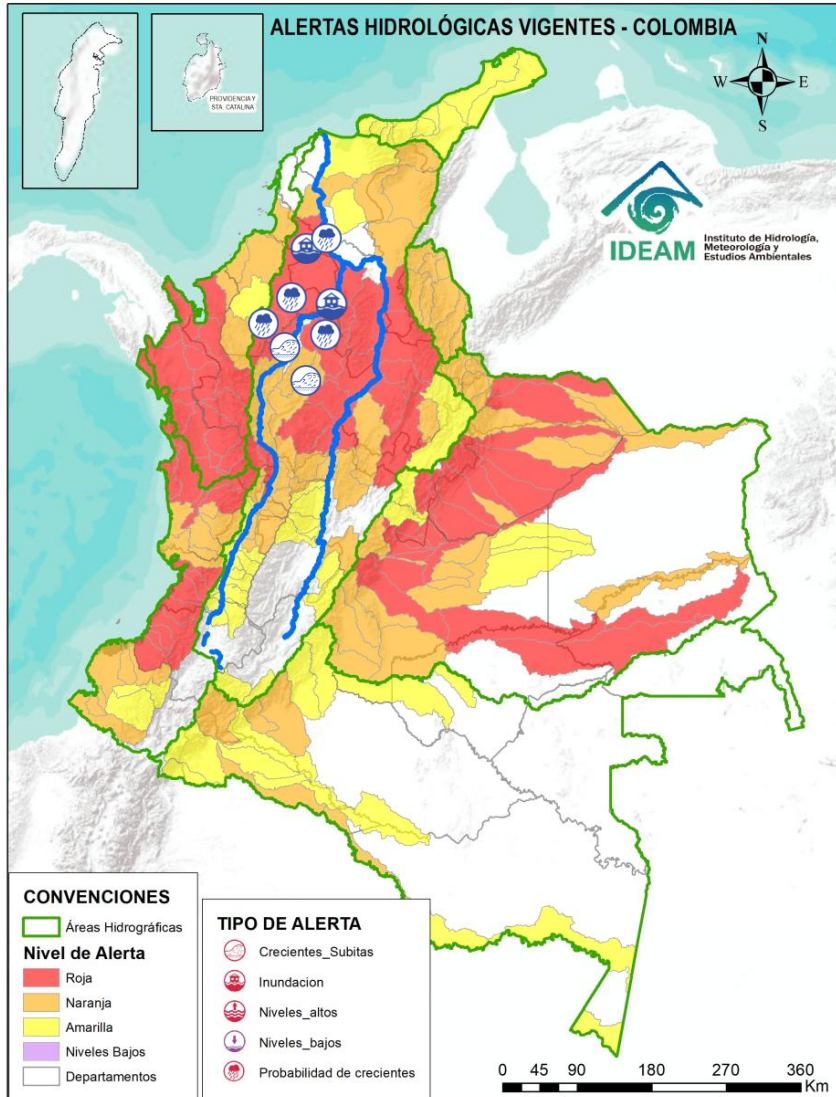 ALERTAS HIDROLÓGICAS VIGENTES - COLOMBIA
PROVIDENCIA Y
STA. CATALINA
N
W E
S
IDEAM
Instituto de Hidrología,
Meteorología y
Estudios Ambientales
CONVENCIONES
Áreas Hidrográficas
Nivel de Alerta
Roja
Naranja
Amarilla
Niveles Bajos
Departamentos
TIPO DE ALERTA
Crecientes_Subitas
Inundacion
Niveles_altos
Niveles_bajos
Probabilidad de crecientes
0 45 90 180 270 360
Km